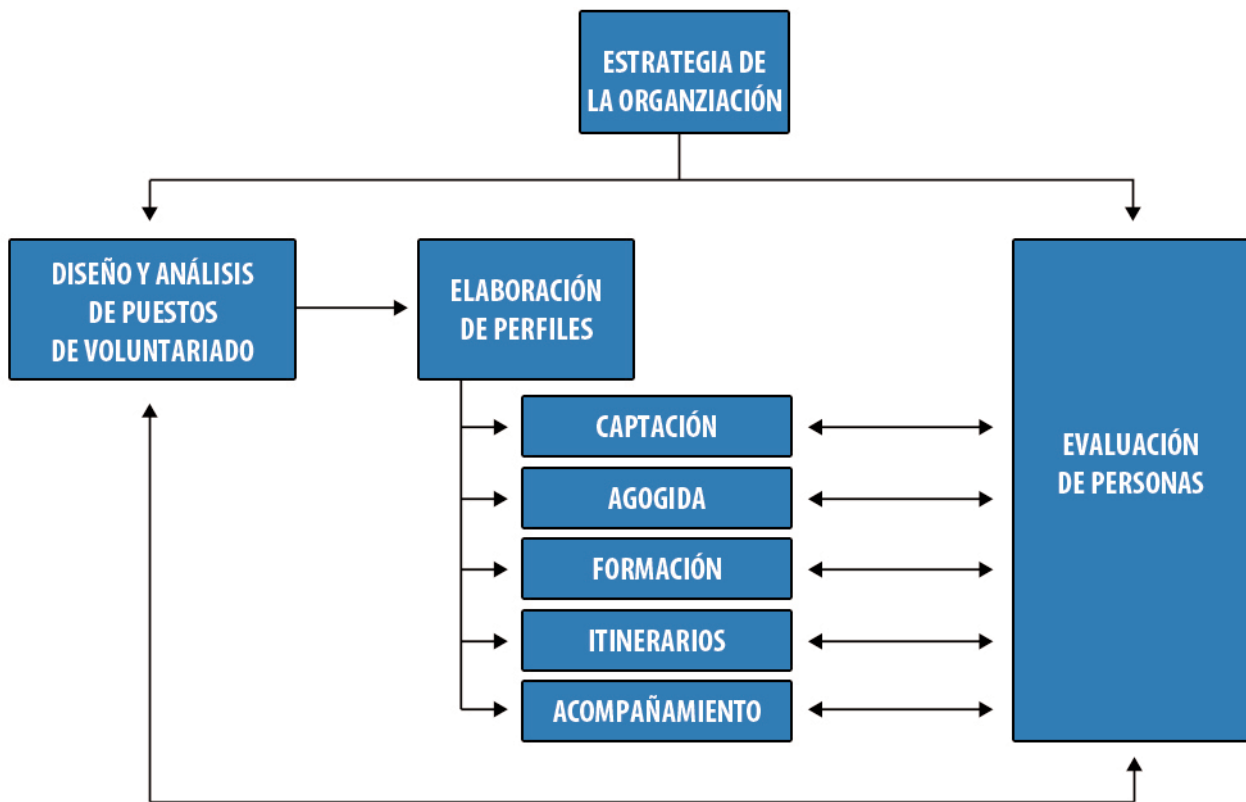 ESTRATEGIA DE
LA ORGANZIACIÓN
DISEÑO Y ANÁLISIS
DE PUESTOS
DE VOLUNTARIADO
ELABORACIÓN
DE PERFILES
CAPTACIÓN
AGOGIDA
FORMACIÓN
ITINERARIOS
ACOMPAÑAMIENTO
EVALUACIÓN
DE PERSONAS